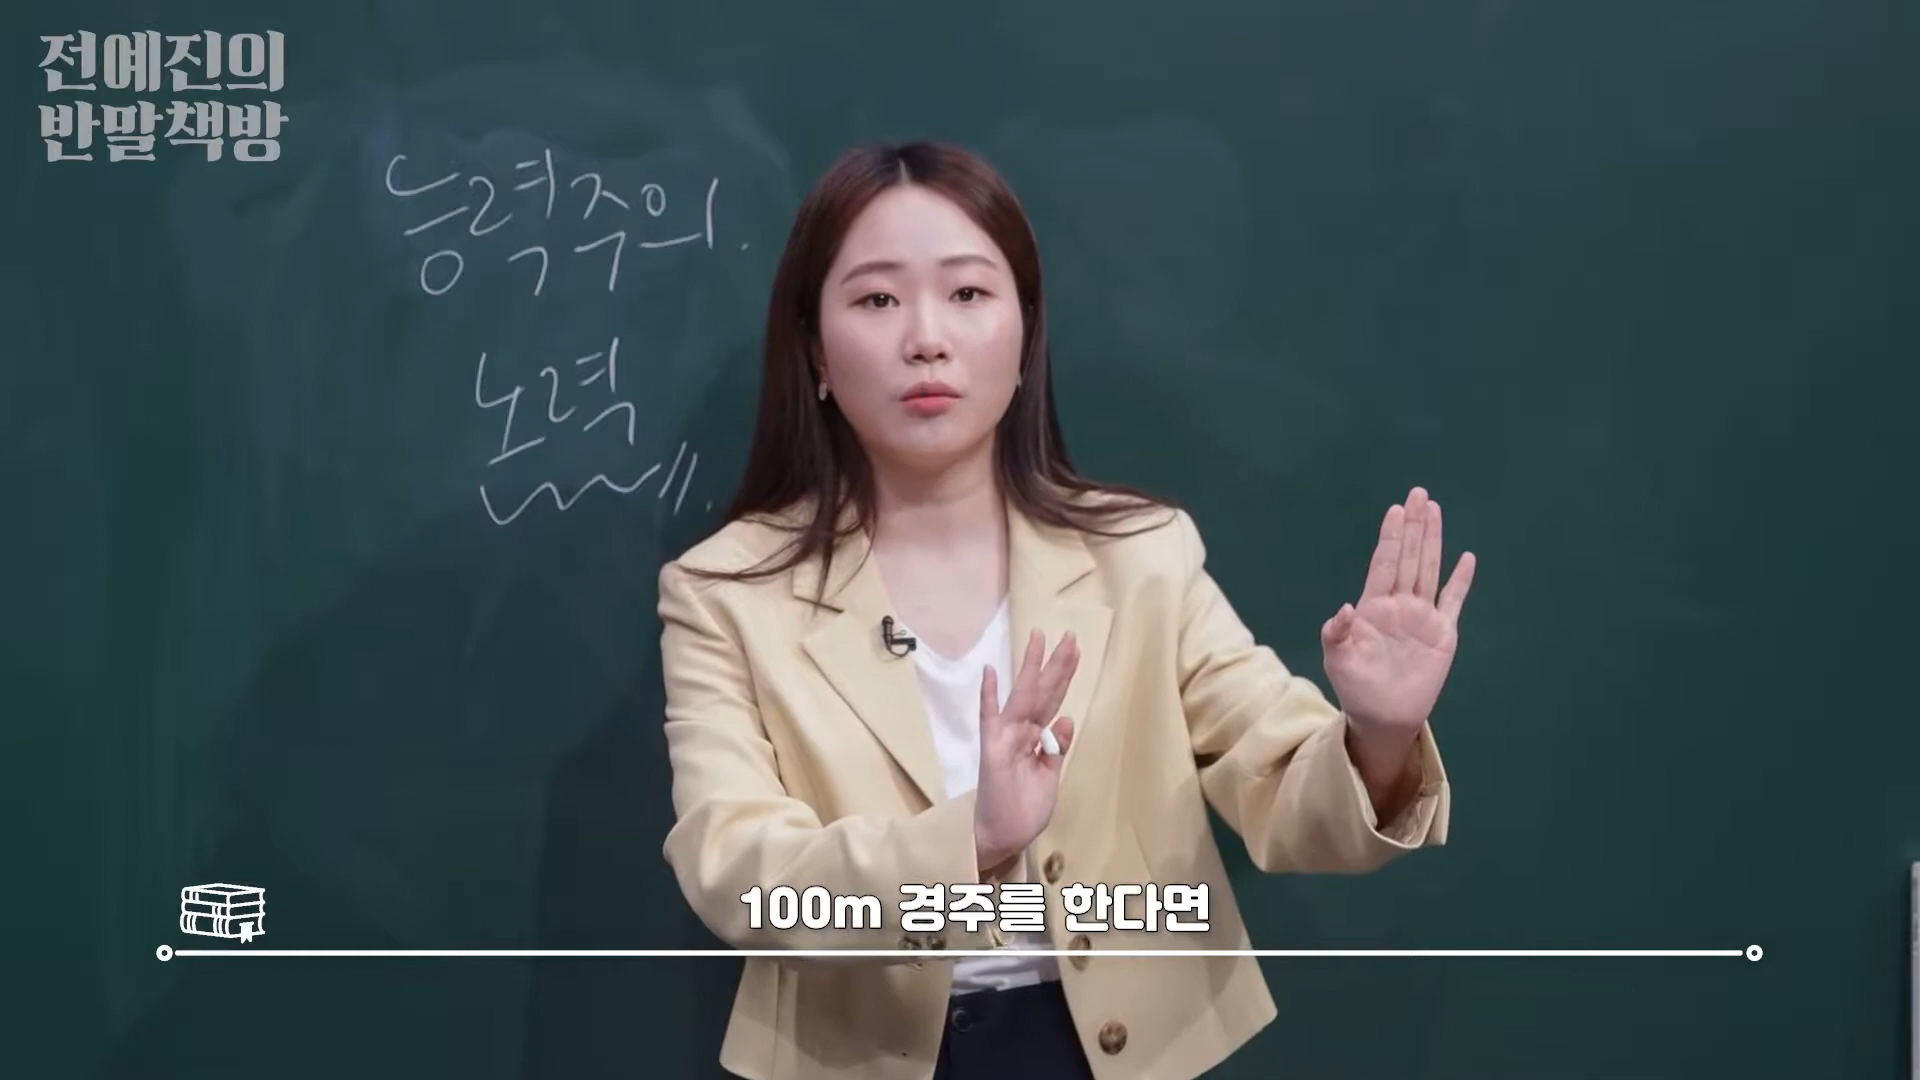 전예진의
반말책방
능력주의.
노력
100m 경주를 한다면